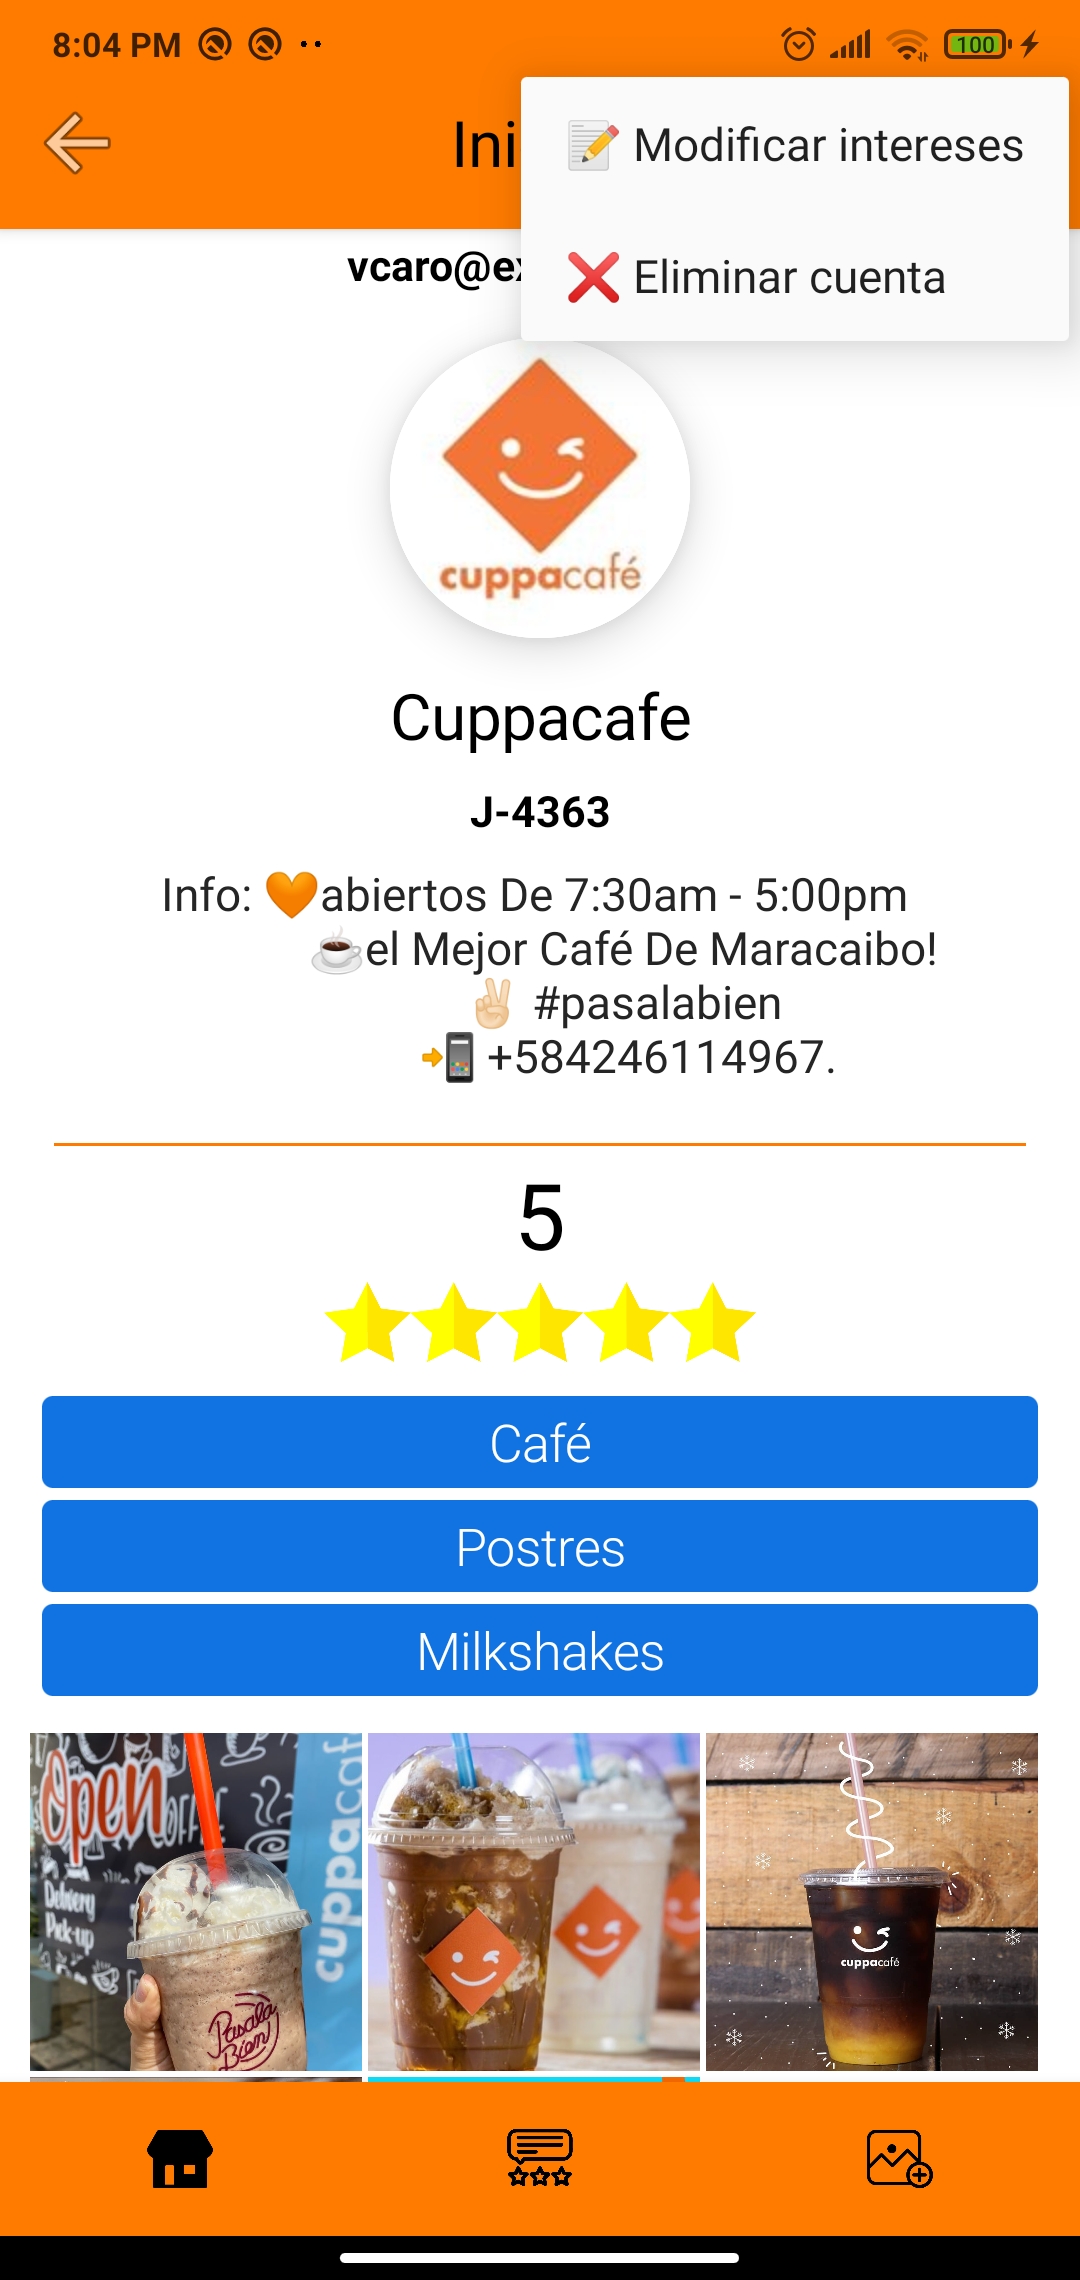 8:04 PM
100
Ini
Modificar intereses
vcaro@e
Eliminar cuenta
cuppacafé
Cuppacafe
J-4363
Info: 🧡abiertos De 7:30am - 5:00pm
☕el Mejor Café De Maracaibo!
✌🏻 #pasalabien
📲 +584246114967.
5
Café
Postres
Milkshakes
Open
Delivery
Pick-up
cuppacaf
Pasala
Bien
cuppacafé